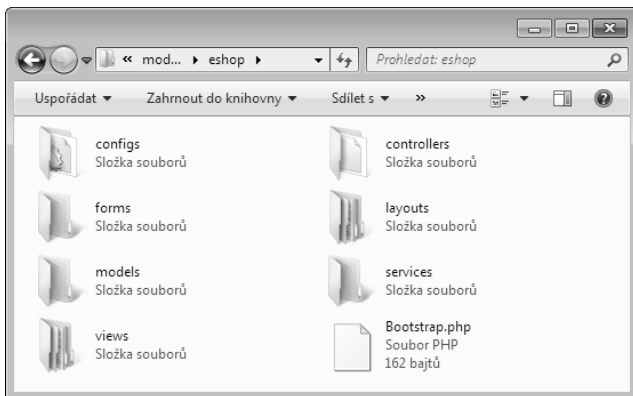 « mod... ▸ eshop ▸
Prohledat: eshop
Uspořádat ▾ Zahrnout do knihovny ▾ Sdílet s ▾ »
configs
Složka souborů
controllers
Složka souborů
forms
Složka souborů
layouts
Složka souborů
models
Složka souborů
services
Složka souborů
views
Složka souborů
Bootstrap.php
Soubor PHP
162 bajtů